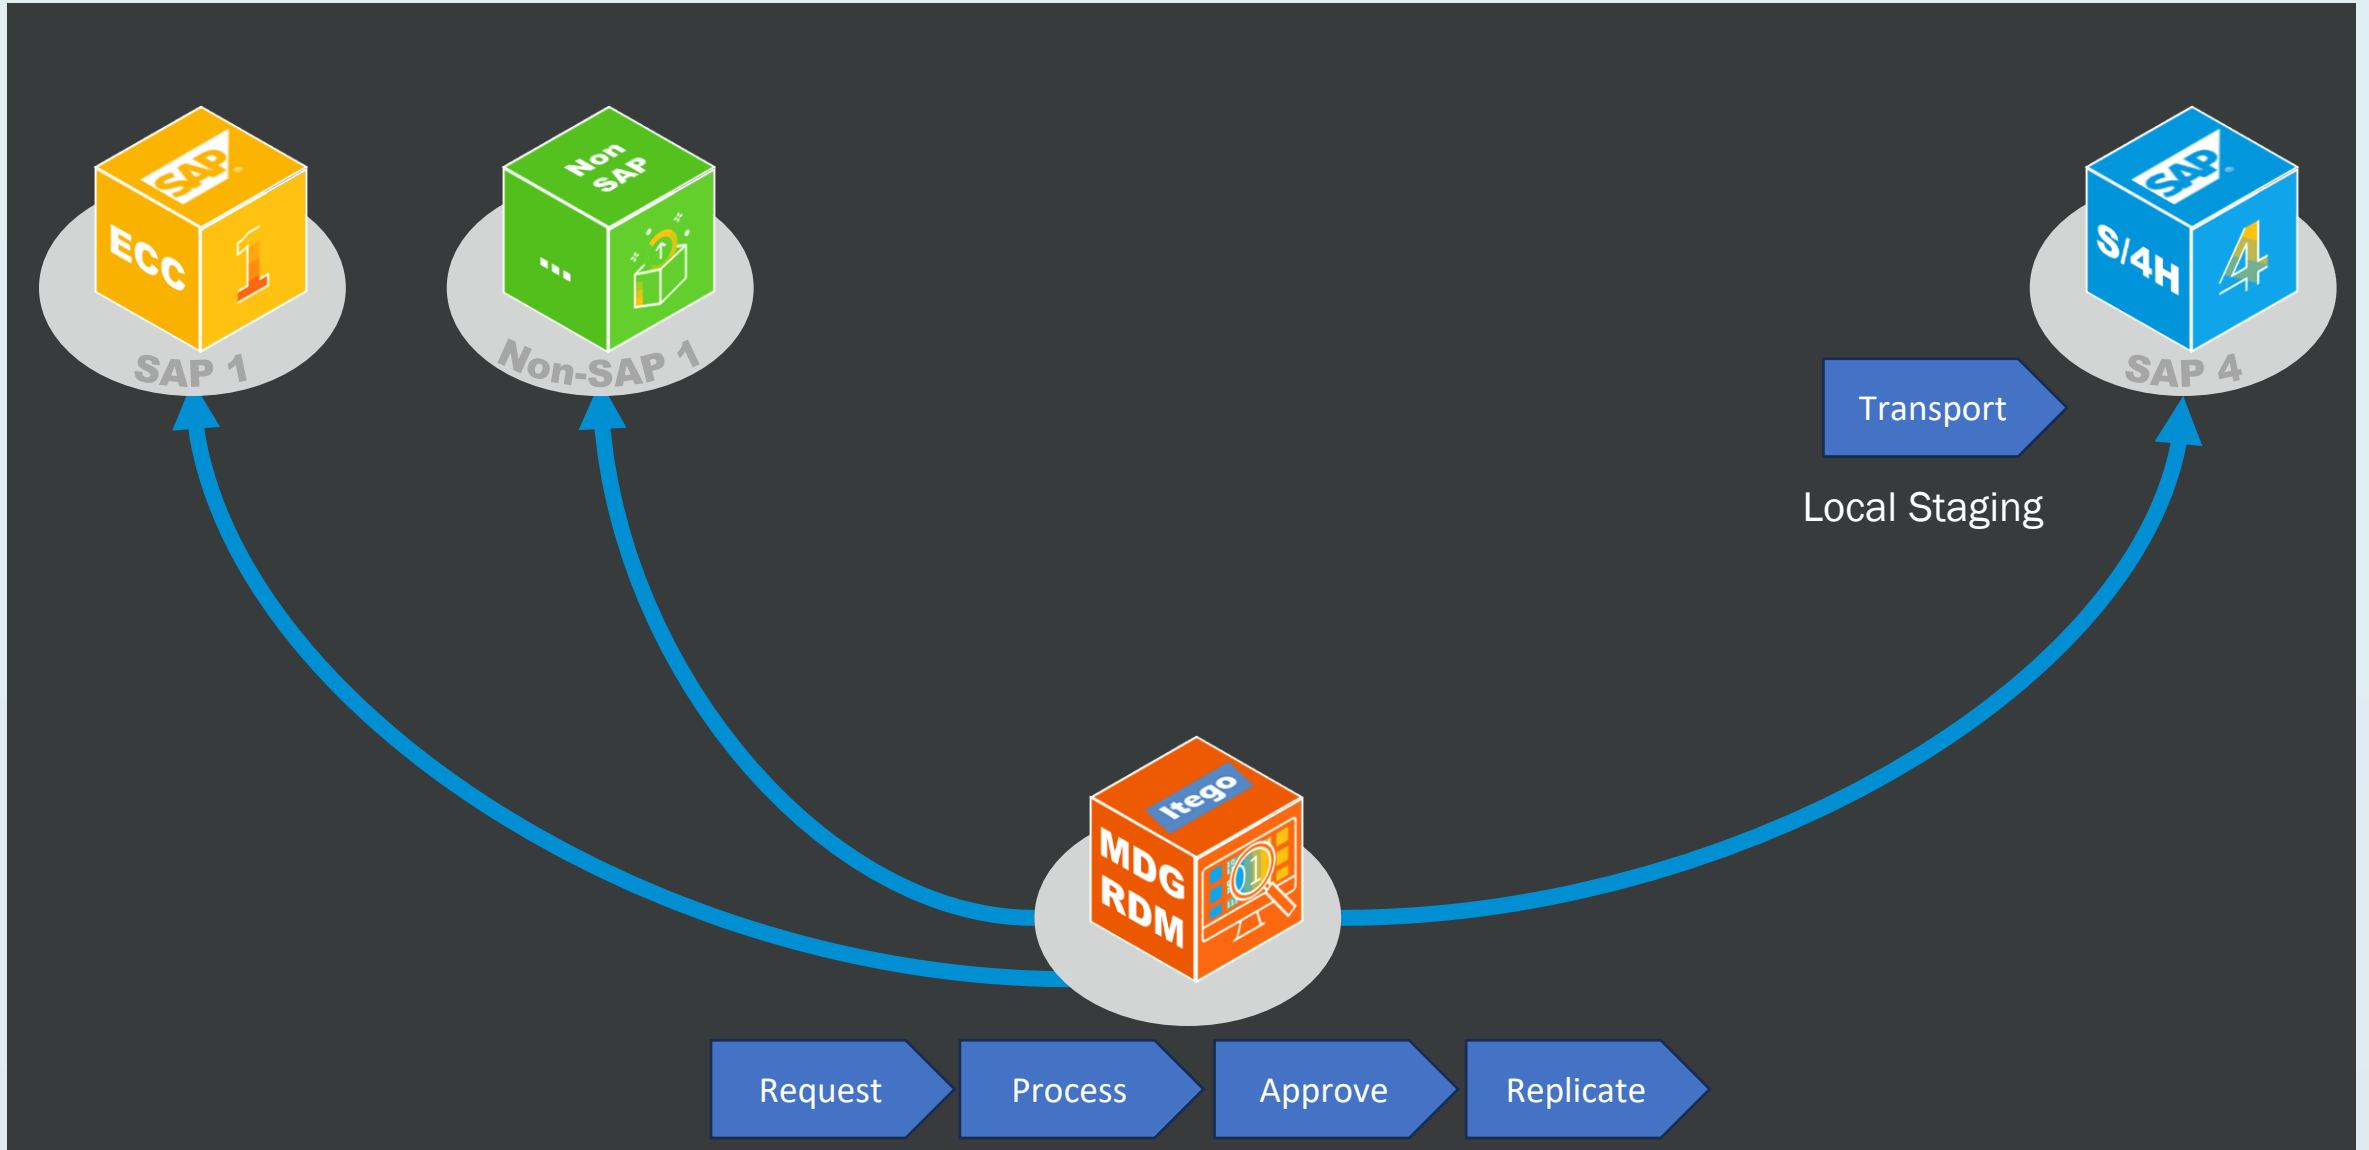 SAP
ECC
1
SAP 1
Non
SAP
...
Non-SAP 1
SAP
S/4H
4
SAP 4
Transport
Local Staging
Itego
MDG
RDM
1
Request
Process
Approve
Replicate